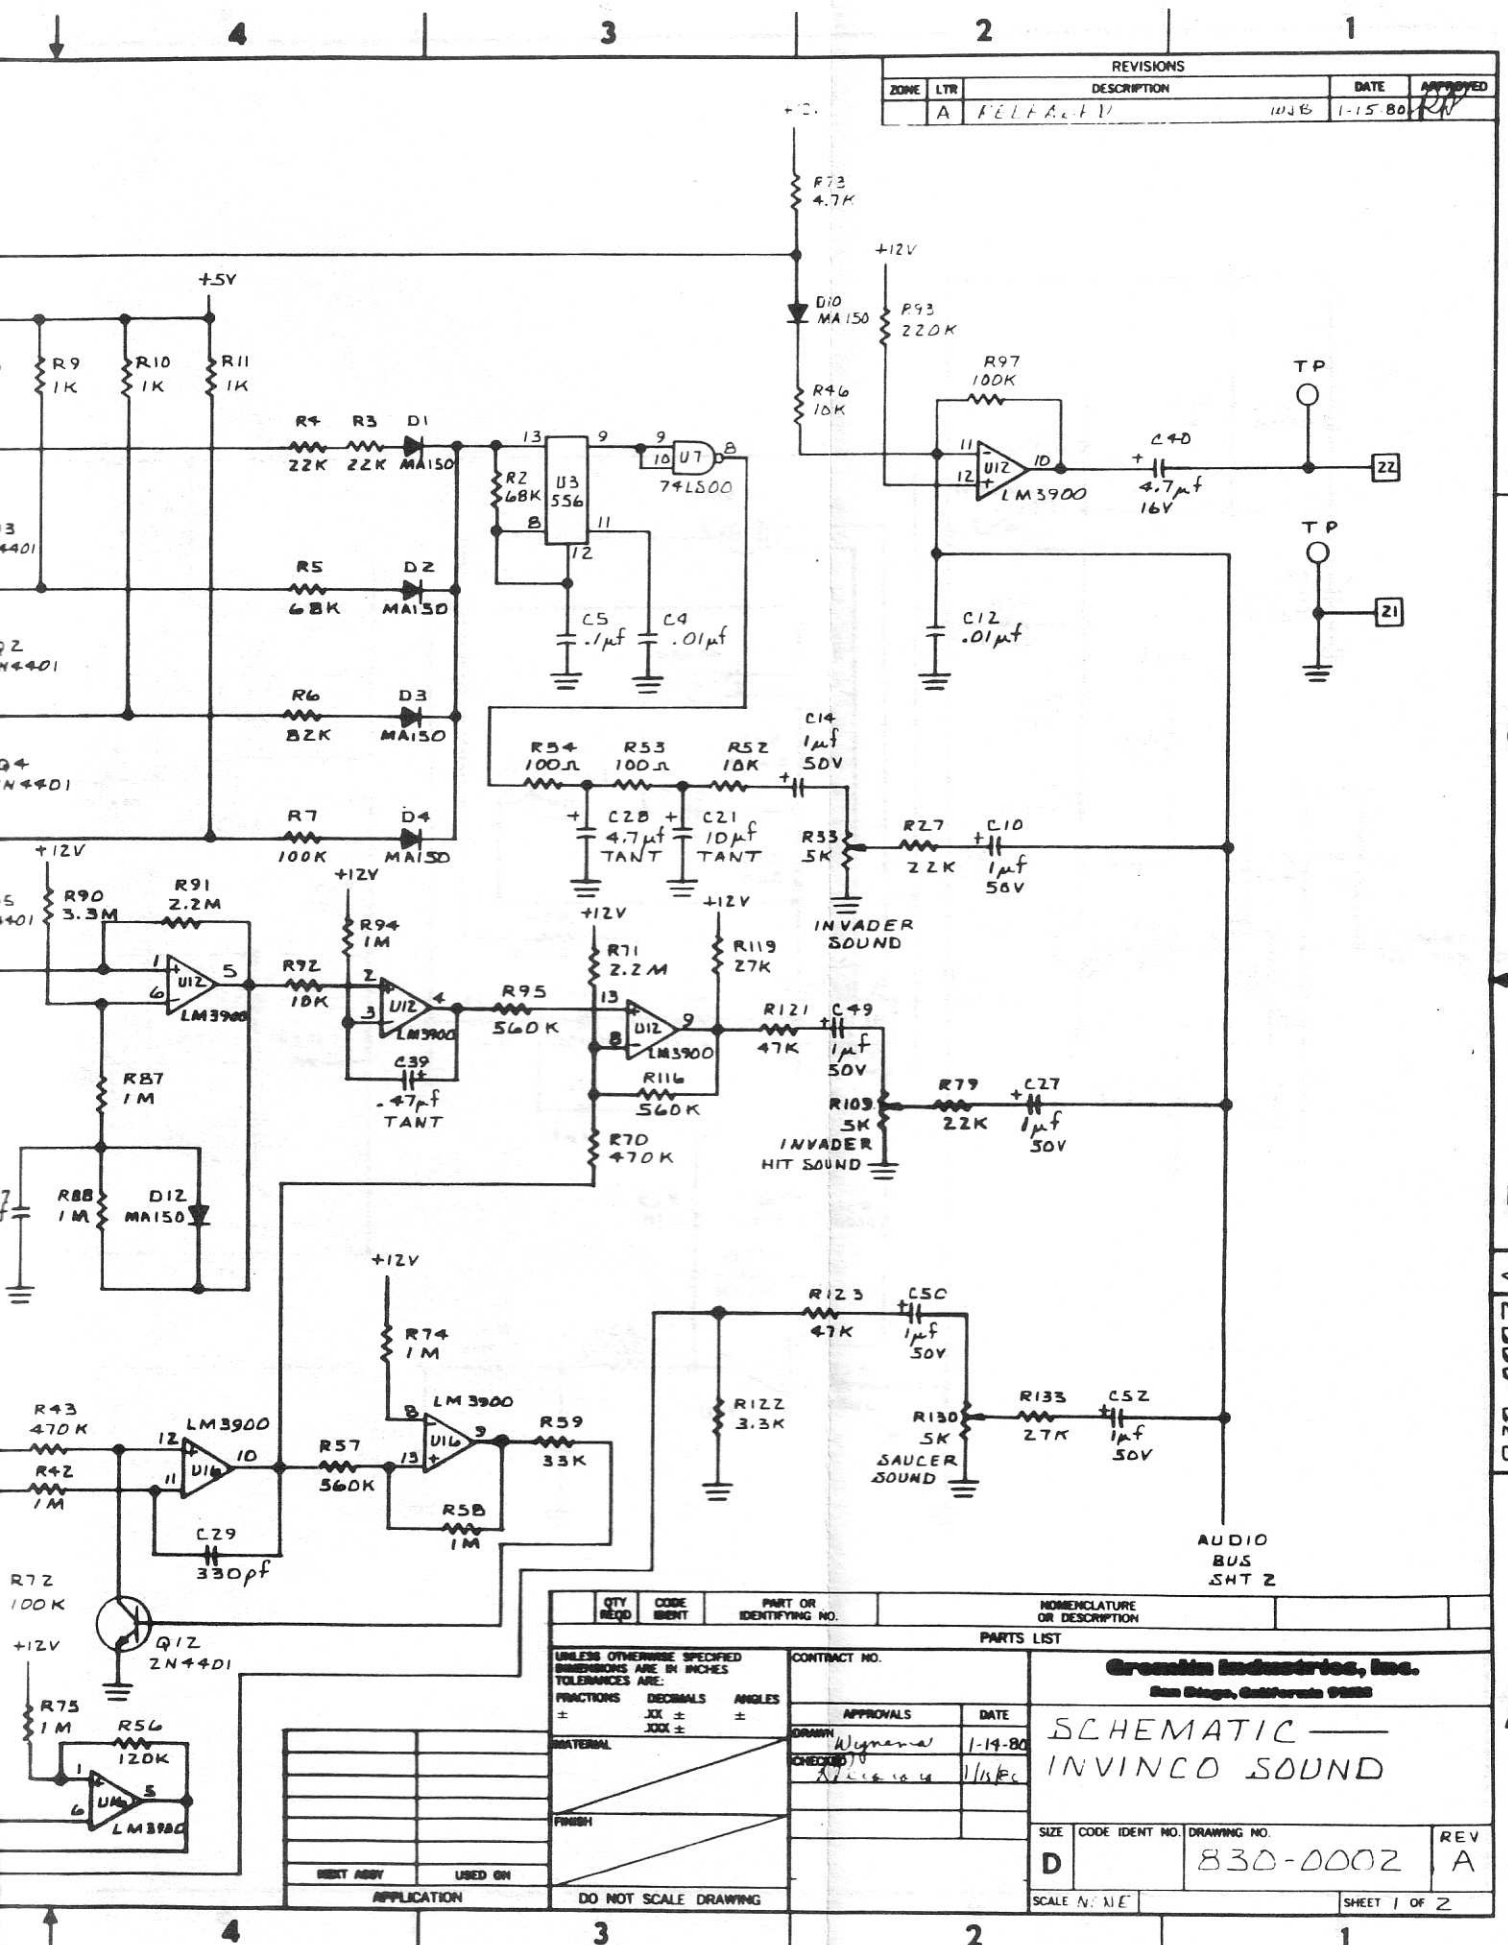 4 3 2 1
REVISIONS
ZONE LTR DESCRIPTION DATE APPROVED
A WJB 1-15-80
R73
4.7K
+12V
+5V
D10
MA150
R93
220K
R9
1K
R10
1K
R11
1K
R97
100K
TP
R46
10K
R4
22K
R3
22K
D1
MA150
13
9
9
10
U7
8
74LS00
R2
68K
U3
556
8
11
12
11
12
U12
10
LM3900
C40
+
4.7µf
16V
22
TP
4401
R5
68K
D2
MA150
C5
.1µf
C4
.01µf
C12
.01µf
21
R6
82K
D3
MA150
C14
1µf
50V
+
R54
100Ω
R53
100Ω
R52
10K
R7
100K
D4
MA150
+ C28
4.7µf
TANT
+ C21
10µf
TANT
R33
5K
R27
22K
C10
+
1µf
50V
INVADER
SOUND
+12V
R90
3.3M
R91
2.2M
+12V
R94
1M
+12V
R71
2.2M
+12V
R119
27K
1
6
U12
5
LM3900
R92
10K
2
3
U12
4
LM3900
R95
560K
13
8
U12
9
LM3900
R121
47K
C49
+
1µf
50V
C39
+
.47µf
TANT
R116
560K
R87
1M
R109
5K
R79
22K
C27
+
1µf
50V
INVADER
HIT SOUND
R70
470K
R88
1M
D12
MA150
+12V
R74
1M
R123
47K
C50
+
1µf
50V
R122
3.3K
R130
5K
R133
27K
C52
+
1µf
50V
SAUCER
SOUND
R43
470K
R42
1M
LM3900
12
11
U16
10
R57
560K
LM3900
8
13
U16
9
R59
33K
R58
1M
C29
330pf
AUDIO
BUS
SHT 2
R72
100K
Q12
2N4401
+12V
R75
1M
R56
120K
1
6
U16
5
LM3900
QTY REQD CODE IDENT PART OR IDENTIFYING NO. NOMENCLATURE OR DESCRIPTION
PARTS LIST
UNLESS OTHERWISE SPECIFIED
DIMENSIONS ARE IN INCHES
TOLERANCES ARE:
FRACTIONS DECIMALS ANGLES
± .XX ± ±
.XXX ±
MATERIAL
FINISH
DO NOT SCALE DRAWING
CONTRACT NO.
APPROVALS DATE
DRAWN 1-14-80
CHECKED
Gremlin Industries, Inc.
San Diego, California
SCHEMATIC —
INVINCO SOUND
SIZE CODE IDENT NO. DRAWING NO. REV
D 830-0002 A
SCALE NONE SHEET 1 OF 2
NEXT ASSY USED ON
APPLICATION
4 3 2 1